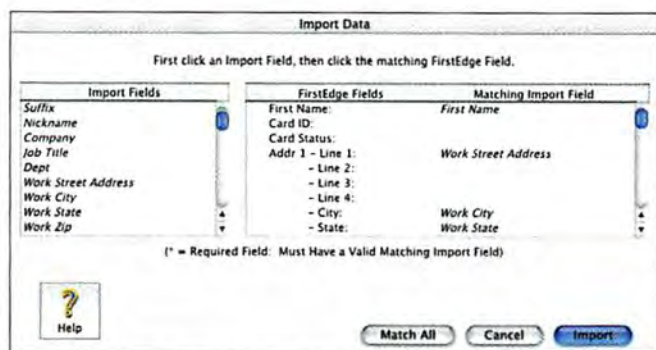 Import Data
First click an Import Field, then click the matching FirstEdge Field.
Import Fields
Suffix
Nickname
Company
Job Title
Dept
Work Street Address
Work City
Work State
Work Zip
FirstEdge Fields Matching Import Field
First Name: First Name
Card ID:
Card Status:
Addr 1 - Line 1: Work Street Address
- Line 2:
- Line 3:
- Line 4:
- City: Work City
- State: Work State
(* = Required Field: Must Have a Valid Matching Import Field)
?
Help
Match All Cancel Import